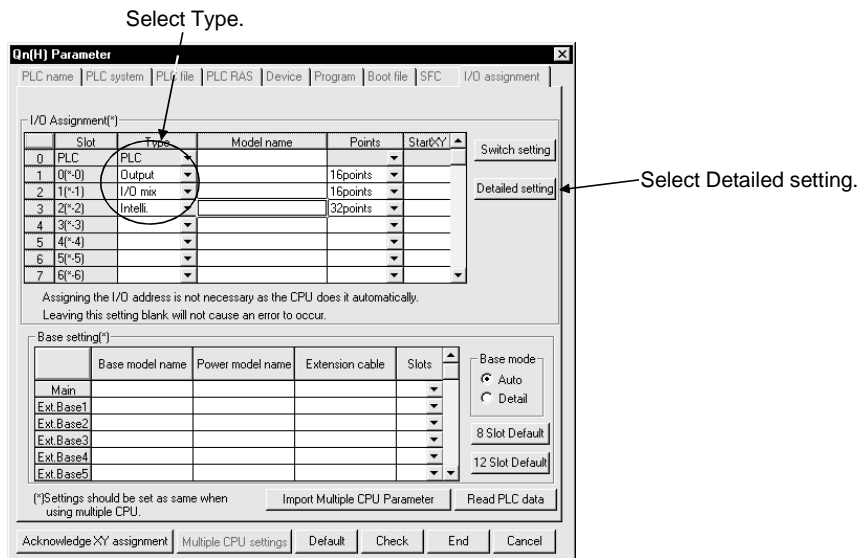 Select Type.
Qn(H) Parameter
PLC name PLC system PLC file PLC RAS Device Program Boot file SFC I/O assignment
I/O Assignment(*)
Slot Type Model name Points StartXY
0 PLC PLC
1 0(*-0) Output 16points
2 1(*-1) I/O mix 16points
3 2(*-2) Intelli. 32points
4 3(*-3)
5 4(*-4)
6 5(*-5)
7 6(*-6)
Switch setting
Detailed setting
Select Detailed setting.
Assigning the I/O address is not necessary as the CPU does it automatically.
Leaving this setting blank will not cause an error to occur.
Base setting(*)
Base model name Power model name Extension cable Slots
Main
Ext.Base1
Ext.Base2
Ext.Base3
Ext.Base4
Ext.Base5
Base mode
Auto
Detail
8 Slot Default
12 Slot Default
(*)Settings should be set as same when
using multiple CPU.
Import Multiple CPU Parameter Read PLC data
Acknowledge XY assignment Multiple CPU settings Default Check End Cancel